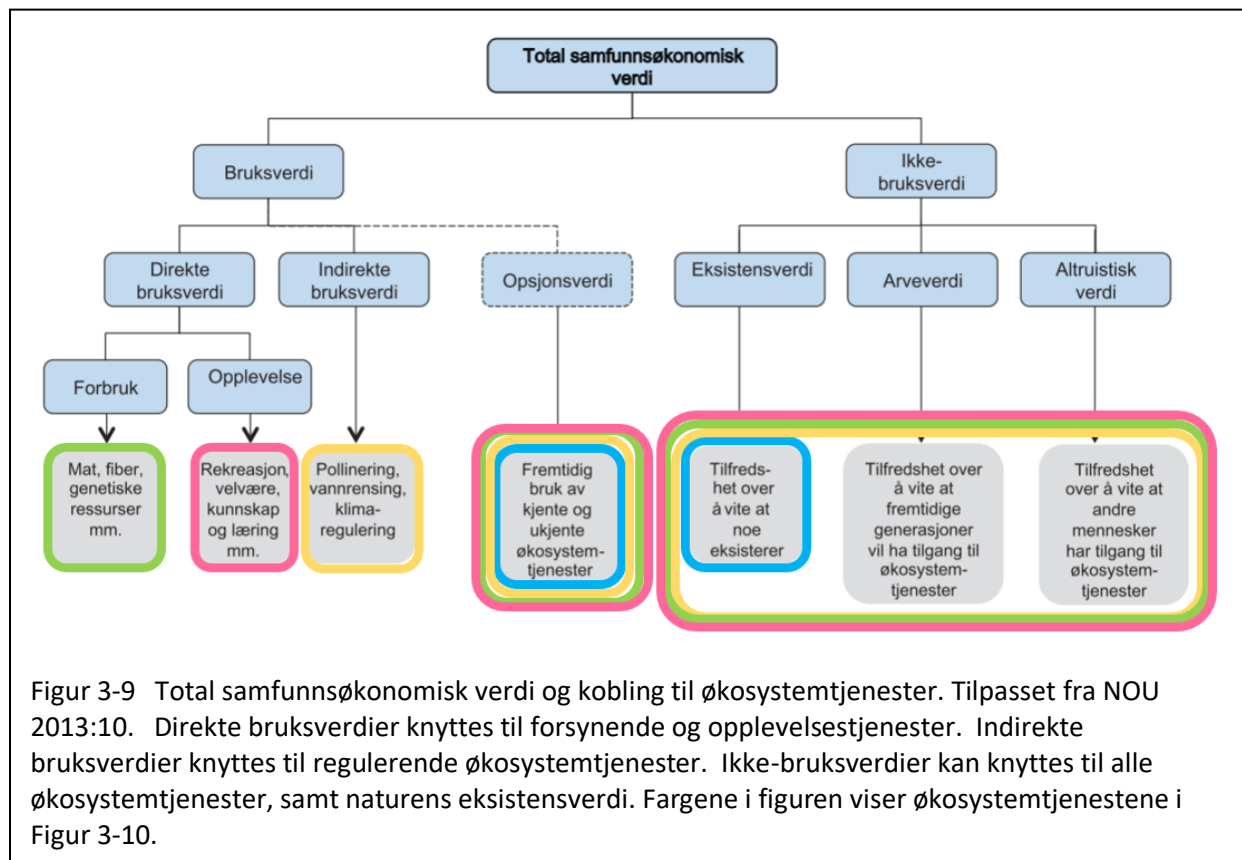 Total samfunnsøkonomisk
verdi
Bruksverdi
Ikke-
bruksverdi
Direkte
bruksverdi
Indirekte
bruksverdi
Opsjonsverdi
Eksistensverdi
Arveverdi
Altruistisk
verdi
Forbruk
Opplevelse
Mat, fiber,
genetiske
ressurser
mm.
Rekreasjon,
velvære,
kunnskap
og læring
mm.
Pollinering,
vannrensing,
klima-
regulering
Fremtidig
bruk av
kjente og
ukjente
økosystem-
tjenester
Tilfreds-
het over
å vite at
noe
eksisterer
Tilfredshet over
å vite at
fremtidige
generasjoner
vil ha tilgang til
økosystem-
tjenester
Tilfredshet
over å vite at
andre
mennesker
har tilgang til
økosystem-
tjenester
Figur 3-9 Total samfunnsøkonomisk verdi og kobling til økosystemtjenester. Tilpasset fra NOU
2013:10. Direkte bruksverdier knyttes til forsynende og opplevelsestjenester. Indirekte
bruksverdier knyttes til regulerende økosystemtjenester. Ikke-bruksverdier kan knyttes til alle
økosystemtjenester, samt naturens eksistensverdi. Fargene i figuren viser økosystemtjenestene i
Figur 3-10.